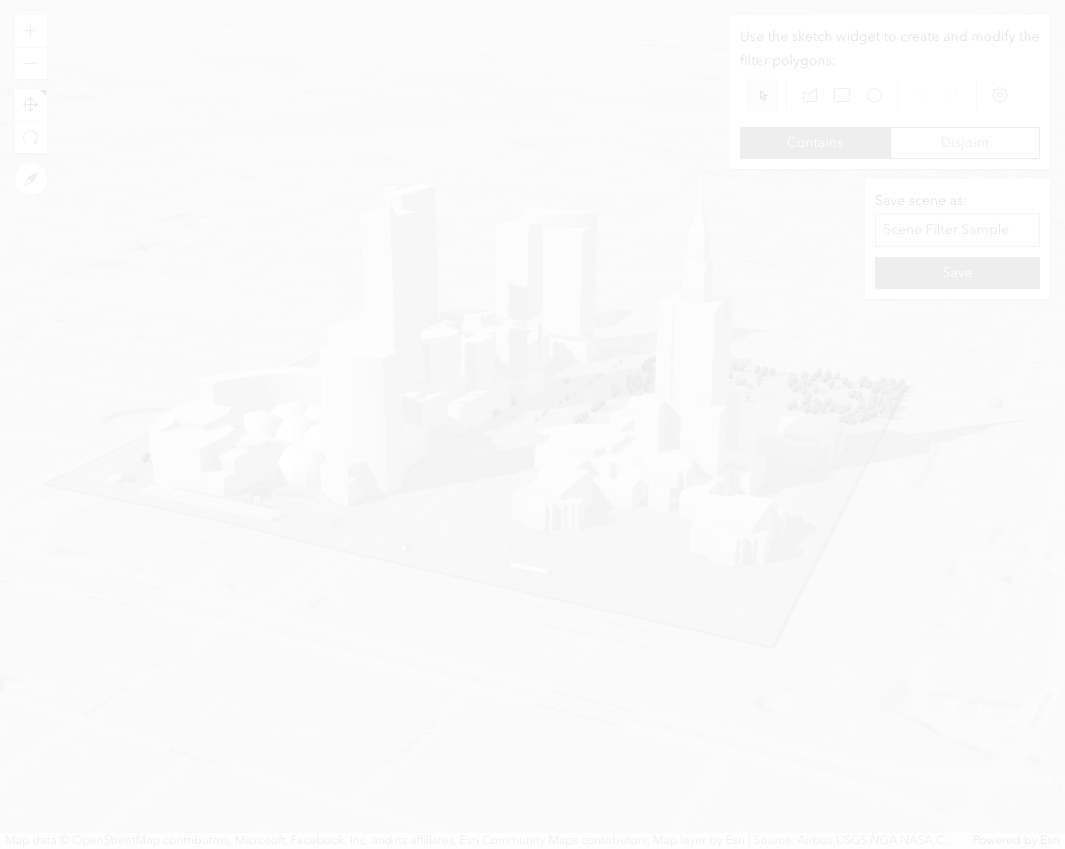 Use the sketch widget to create and modify the
filter polygons:
Contains
Disjoint
Save scene as:
Scene Filter Sample
Save
Map data © OpenStreetMap contributors, Microsoft, Facebook, Inc. and its affiliates, Esri Community Maps contributors, Map layer by Esri | Source: Airbus,USGS,NGA,NASA,C...
Powered by Esri